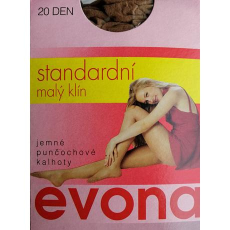 20 DEN
standardní
malý klín
jemné
punčochové
kalhoty
evona